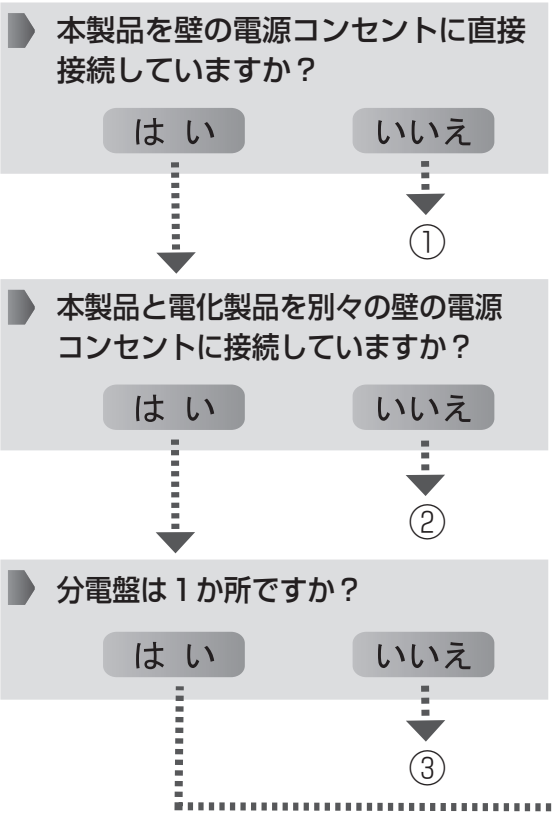 本製品を壁の電源コンセントに直接
接続していますか？
はい いいえ
①
本製品と電化製品を別々の壁の電源
コンセントに接続していますか？
はい いいえ
②
分電盤は１か所ですか？
はい いいえ
③